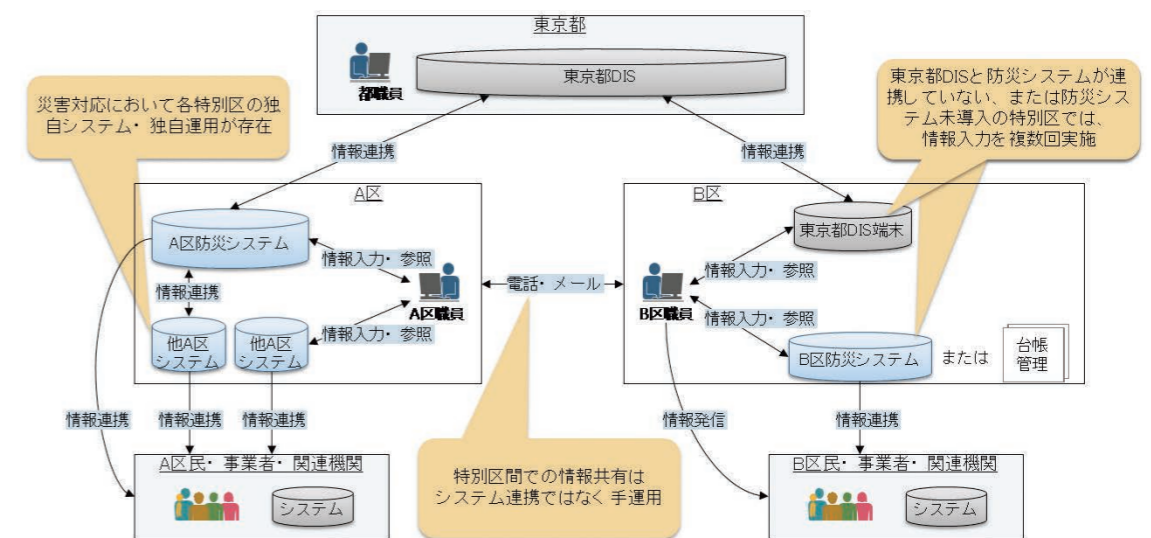 東京都
東京都DIS
都職員
災害対応において各特別区の独
自システム・独自運用が存在
東京都DISと防災システムが連
携していない、または防災シス
テム未導入の特別区では、
情報入力を複数回実施
情報連携
情報連携
A区
A区防災システム
情報入力・参照
情報連携
A区職員
他A区
システム
他A区
システム
情報入力・参照
電話・メール
B区
東京都DIS端末
情報入力・参照
B区職員
情報入力・参照
B区防災システム
または
台帳
管理
情報連携
情報連携
情報連携
情報発信
情報連携
特別区間での情報共有は
システム連携ではなく手運用
A区民・事業者・関連機関
システム
B区民・事業者・関連機関
システム